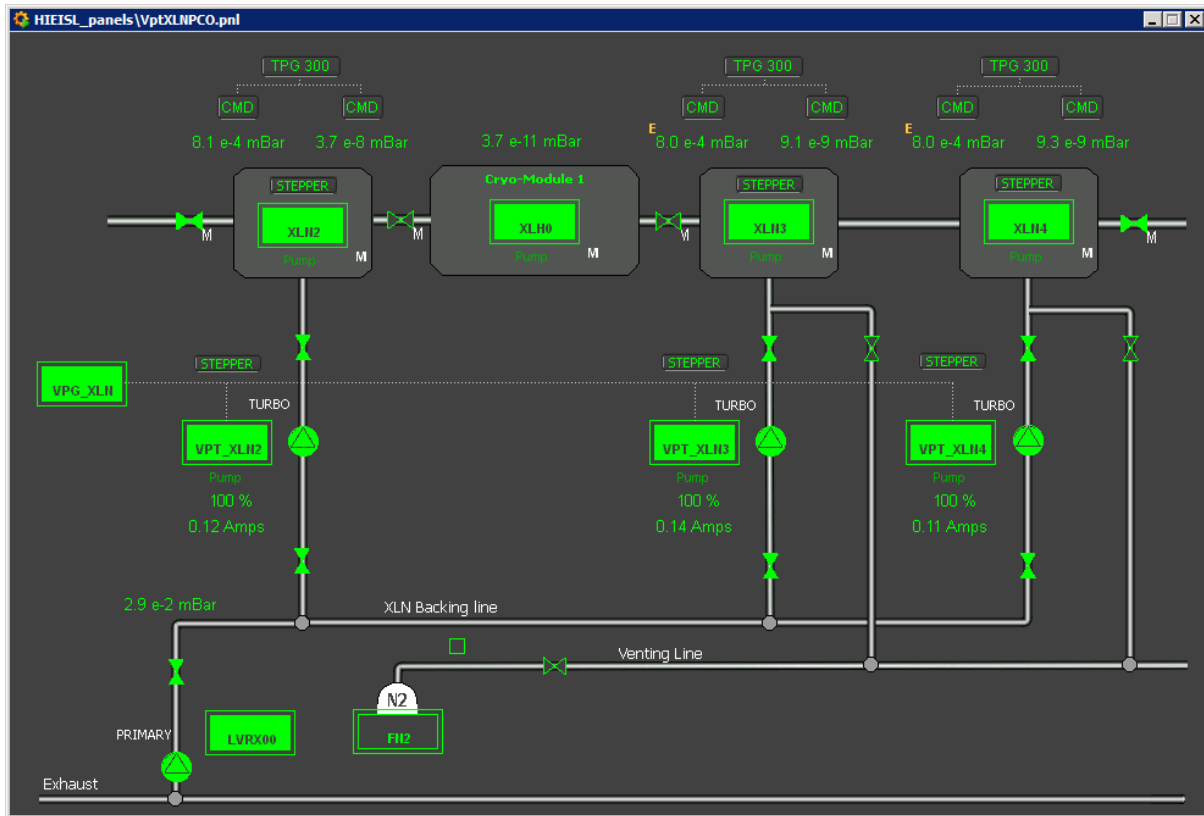 HIEISL_panels\VptXLNPCO.pnl
TPG 300 TPG 300 TPG 300
CMD CMD CMD CMD CMD CMD
8.1 e-4 mBar 3.7 e-8 mBar 3.7 e-11 mBar E 8.0 e-4 mBar 9.1 e-9 mBar E 8.0 e-4 mBar 9.3 e-9 mBar
STEPPER Cryo-Module 1 STEPPER STEPPER
XLN2 XLH0 XLN3 XLN4
M M M M
Pump M Pump M Pump M Pump M
STEPPER STEPPER STEPPER
VPG_XLN
TURBO TURBO TURBO
VPT_XLN2 VPT_XLN3 VPT_XLN4
Pump Pump Pump
100 % 100 % 100 %
0.12 Amps 0.14 Amps 0.11 Amps
2.9 e-2 mBar XLN Backing line
Venting Line
N2
PRIMARY LVRX00 FN2
Exhaust